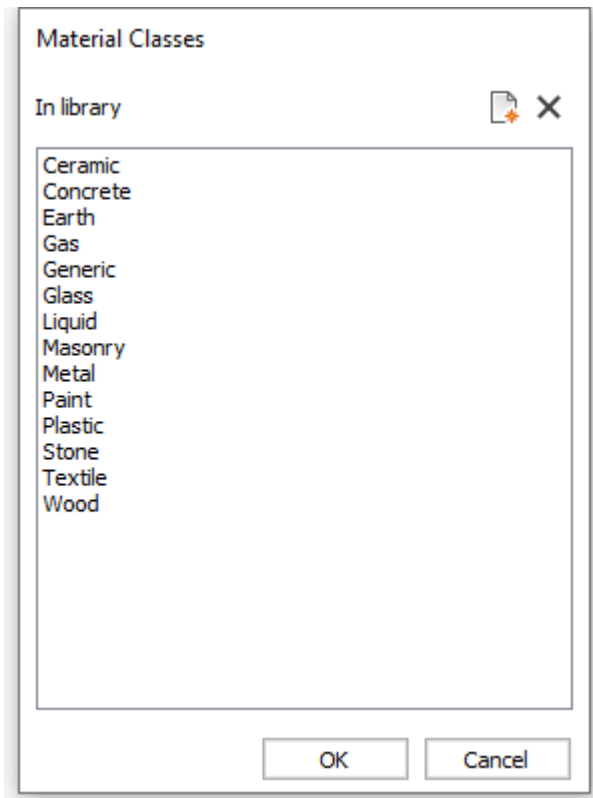 Material Classes
In library
Ceramic
Concrete
Earth
Gas
Generic
Glass
Liquid
Masonry
Metal
Paint
Plastic
Stone
Textile
Wood
OK
Cancel